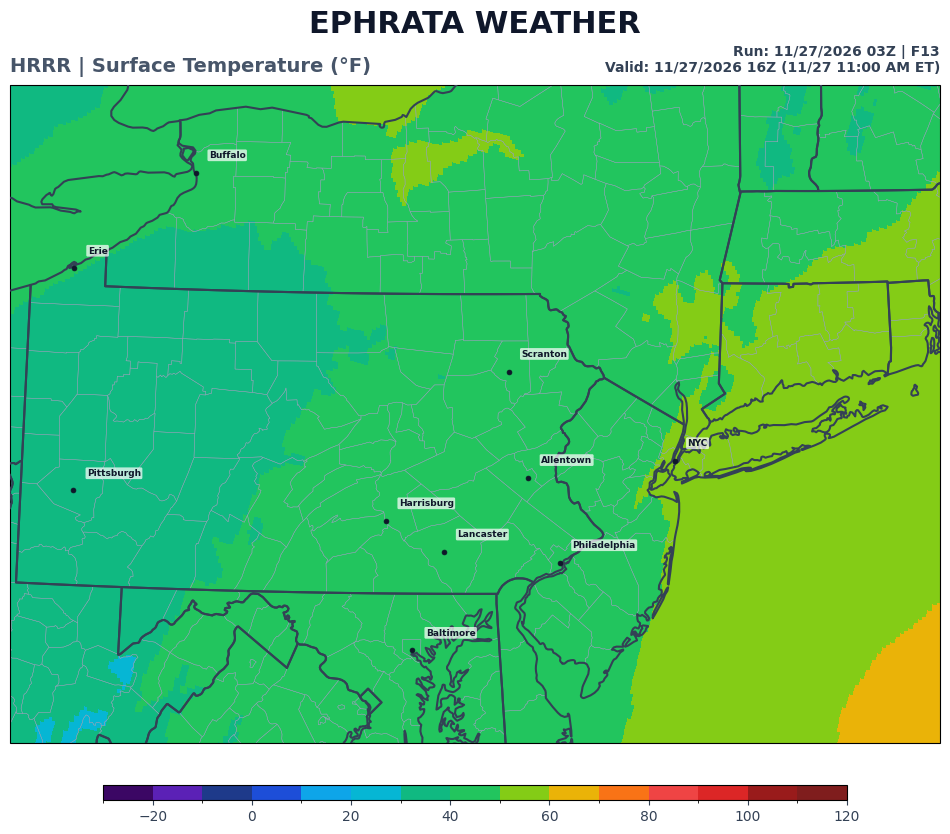 EPHRATA WEATHER
HRRR | Surface Temperature (°F)
Run: 11/27/2026 03Z | F13
Valid: 11/27/2026 16Z (11/27 11:00 AM ET)
Buffalo
Erie
Scranton
NYC
Allentown
Pittsburgh
Harrisburg
Lancaster
Philadelphia
Baltimore
−20 0 20 40 60 80 100 120